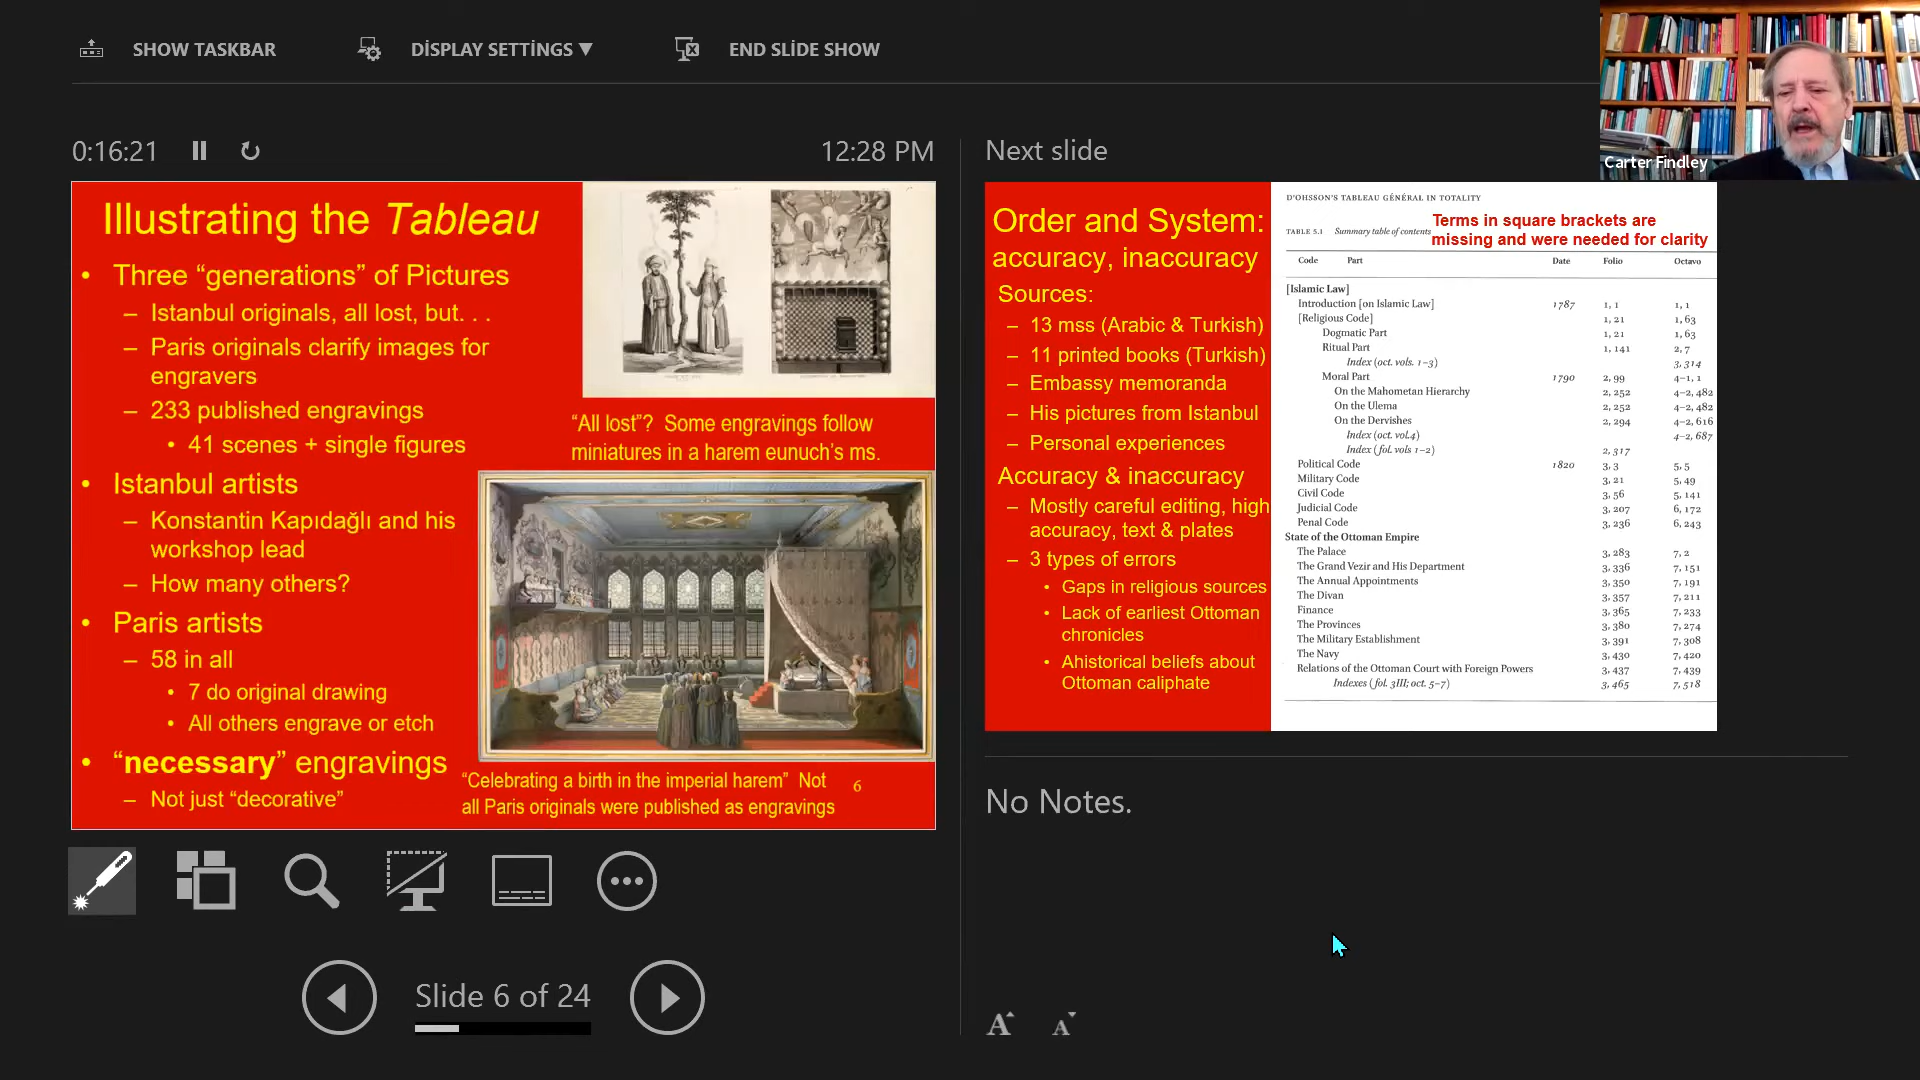 SHOW TASKBAR
DİSPLAY SETTİNGS ▼
END SLİDE SHOW
Carter Findley
0:16:21
12:28 PM
Next slide
Illustrating the Tableau
• Three “generations” of Pictures
– Istanbul originals, all lost, but. . .
– Paris originals clarify images for
engravers
– 233 published engravings
• 41 scenes + single figures
• Istanbul artists
– Konstantin Kapıdağlı and his
workshop lead
– How many others?
• Paris artists
– 58 in all
• 7 do original drawing
• All others engrave or etch
• “necessary” engravings
– Not just “decorative”
“All lost”? Some engravings follow
miniatures in a harem eunuch’s ms.
“Celebrating a birth in the imperial harem” Not
all Paris originals were published as engravings
6
Order and System:
accuracy, inaccuracy
Sources:
– 13 mss (Arabic & Turkish)
– 11 printed books (Turkish)
– Embassy memoranda
– His pictures from Istanbul
– Personal experiences
Accuracy & inaccuracy
– Mostly careful editing, high
accuracy, text & plates
– 3 types of errors
• Gaps in religious sources
• Lack of earliest Ottoman
chronicles
• Ahistorical beliefs about
Ottoman caliphate
D’OHSSON’S TABLEAU GÉNÉRAL IN TOTALITY
Terms in square brackets are
missing and were needed for clarity
TABLE 5.1 Summary table of contents
Code Part Date Folio Octavo
[Islamic Law]
Introduction [on Islamic Law] 1787 1, 1 1, 1
[Religious Code] 1, 21 1, 63
Dogmatic Part 1, 21 1, 63
Ritual Part 1, 141 2, 7
Index (oct. vols. 1–3) 3, 314
Moral Part 1790 2, 99 4–1, 1
On the Mahometan Hierarchy 2, 252 4–2, 482
On the Ulema 2, 252 4–2, 482
On the Dervishes 2, 294 4–2, 616
Index (oct. vol.4) 4–2, 687
Index (fol. vols 1–2) 2, 317
Political Code 1820 3, 3 5, 5
Military Code 3, 21 5, 49
Civil Code 3, 56 5, 141
Judicial Code 3, 207 6, 172
Penal Code 3, 236 6, 243
State of the Ottoman Empire
The Palace 3, 283 7, 2
The Grand Vezir and His Department 3, 336 7, 151
The Annual Appointments 3, 350 7, 191
The Divan 3, 357 7, 211
Finance 3, 365 7, 233
The Provinces 3, 380 7, 274
The Military Establishment 3, 391 7, 308
The Navy 3, 430 7, 420
Relations of the Ottoman Court with Foreign Powers 3, 437 7, 439
Indexes (fol. 3III; oct. 5–7) 3, 465 7, 518
No Notes.
Slide 6 of 24
A A